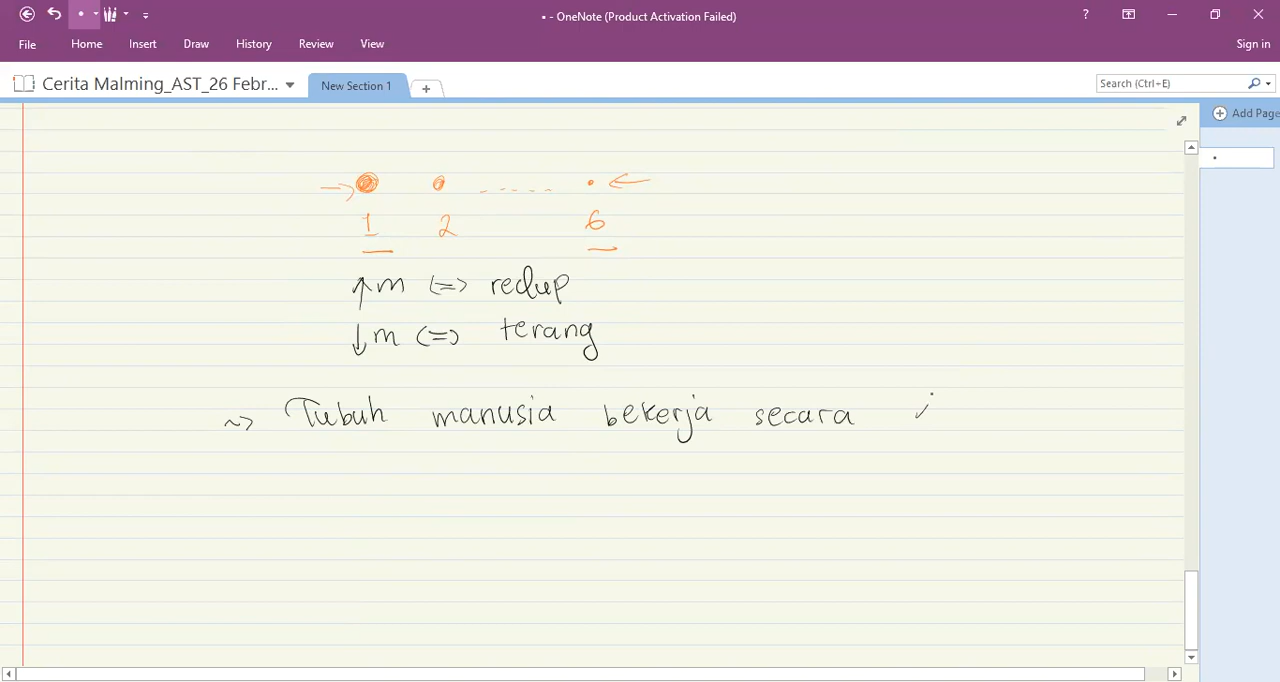 • - OneNote (Product Activation Failed)
?
File Home Insert Draw History Review View Sign in
Cerita Malming_AST_26 Febr... New Section 1 + Search (Ctrl+E)
Add Page
•
1 2 6
↑ m <=> redup
↓ m <=> terang
~> Tubuh manusia bekerja secara i